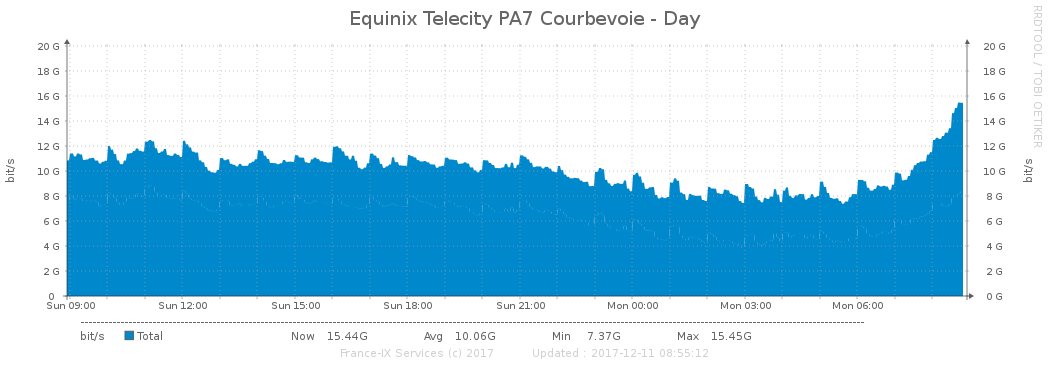 Equinix Telecity PA7 Courbevoie - Day
RRDTOOL / TOBI OETIKER
bit/s
20 G
18 G
16 G
14 G
12 G
10 G
8 G
6 G
4 G
2 G
0
20 G
18 G
16 G
14 G
12 G
10 G
8 G
6 G
4 G
2 G
0 G
bit/s
Sun 09:00 Sun 12:00 Sun 15:00 Sun 18:00 Sun 21:00 Mon 00:00 Mon 03:00 Mon 06:00
bit/s Total Now 15.44G Avg 10.06G Min 7.37G Max 15.45G
France-IX Services (c) 2017 Updated : 2017-12-11 08:55:12